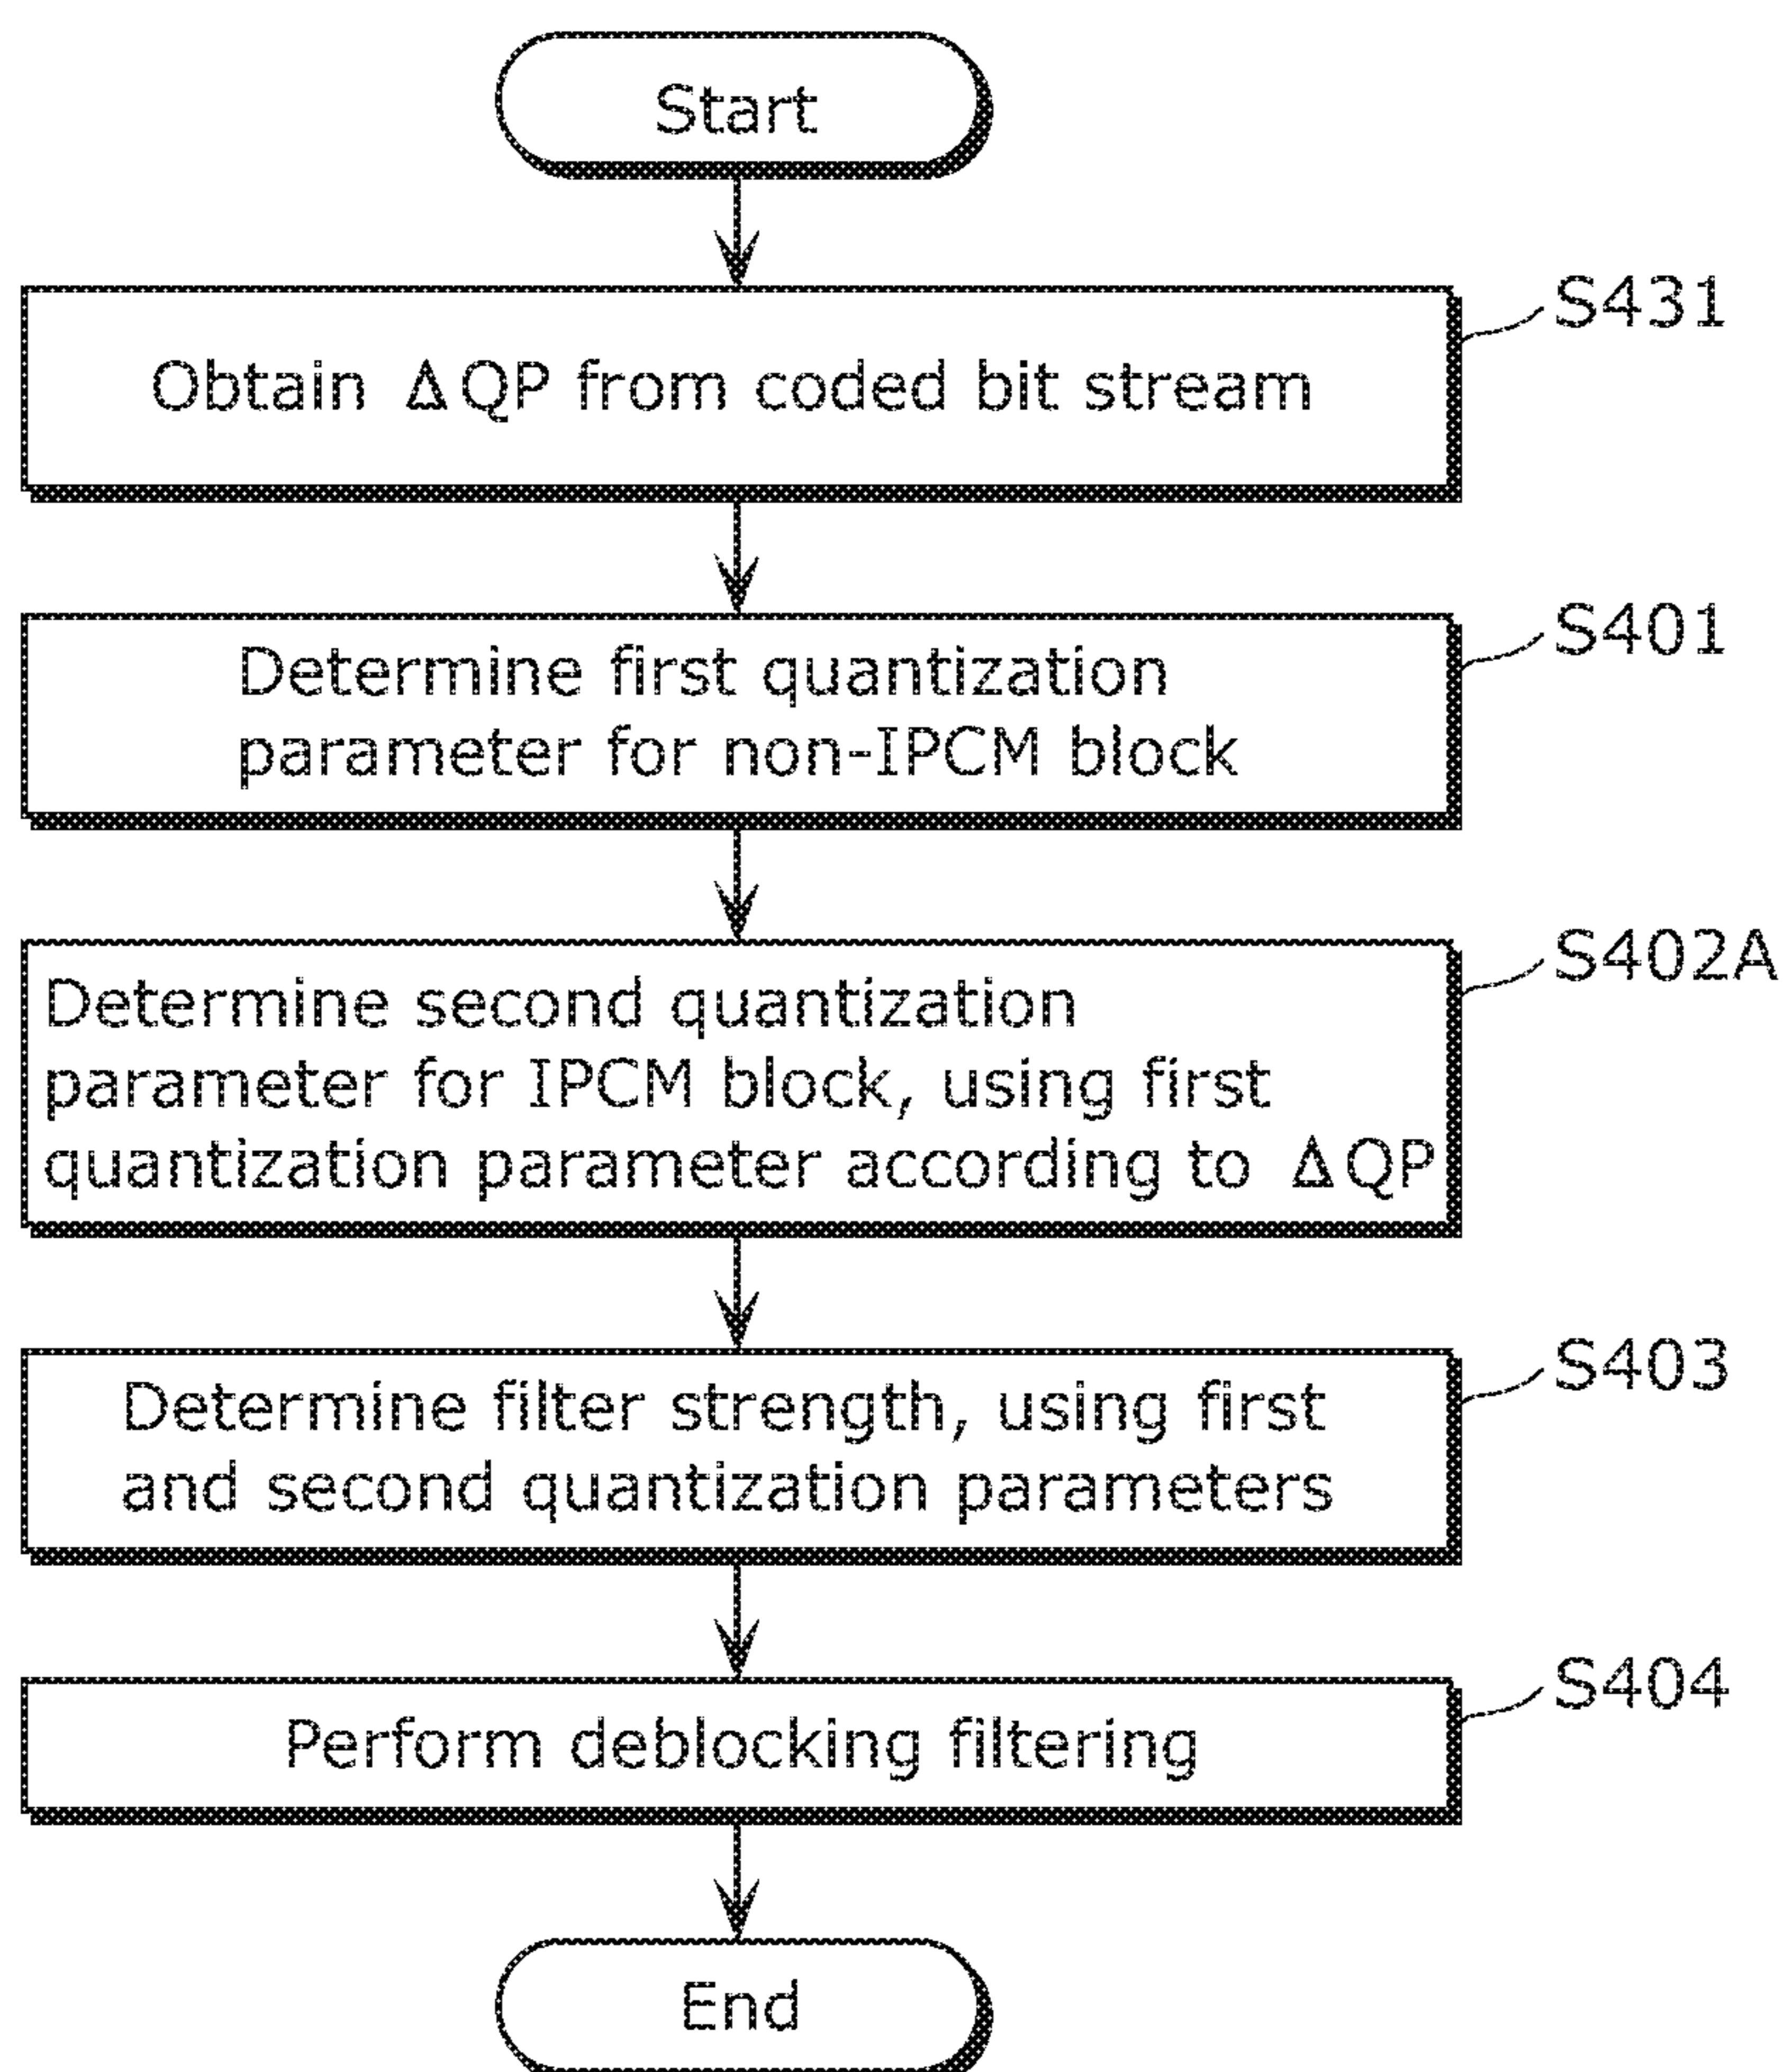 Start
S431
Obtain ΔQP from coded bit stream
S401
Determine first quantization
parameter for non-IPCM block
S402A
Determine second quantization
parameter for IPCM block, using first
quantization parameter according to ΔQP
S403
Determine filter strength, using first
and second quantization parameters
S404
Perform deblocking filtering
End